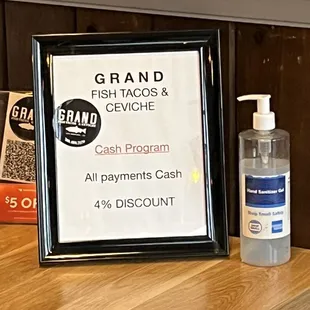 GRAND
FISH TACOS &
CEVICHE
GRAND
Cash Program
All payments Cash
4% DISCOUNT
GRAND
$5 OF
Hand Sanitizer Gel